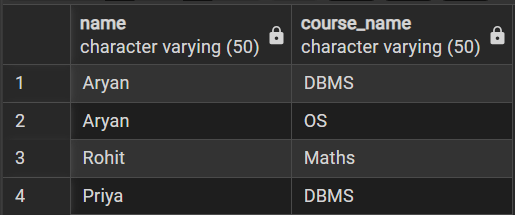 name course_name
character varying (50) character varying (50)
1 Aryan DBMS
2 Aryan OS
3 Rohit Maths
4 Priya DBMS